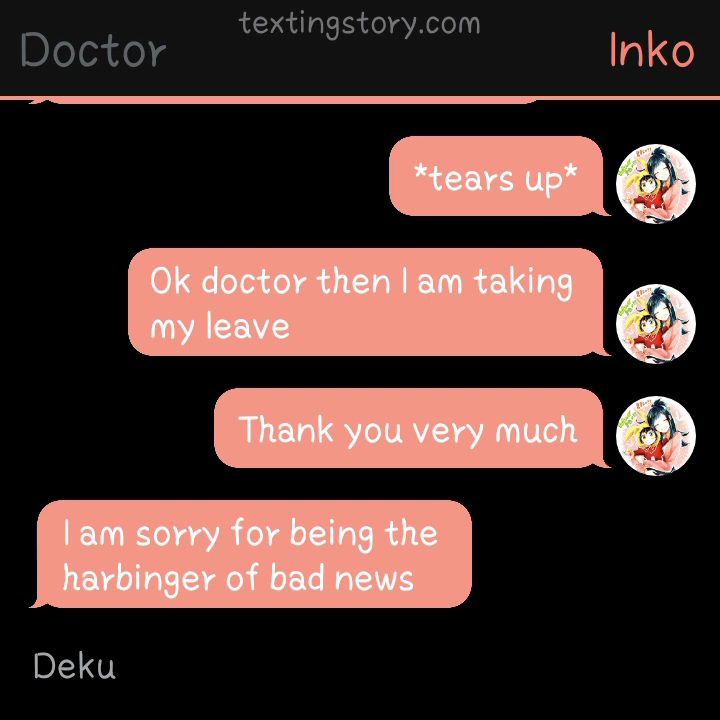 textingstory.com
Doctor
Inko
*tears up*
Ok doctor then I am taking
my leave
Thank you very much
I am sorry for being the
harbinger of bad news
Deku